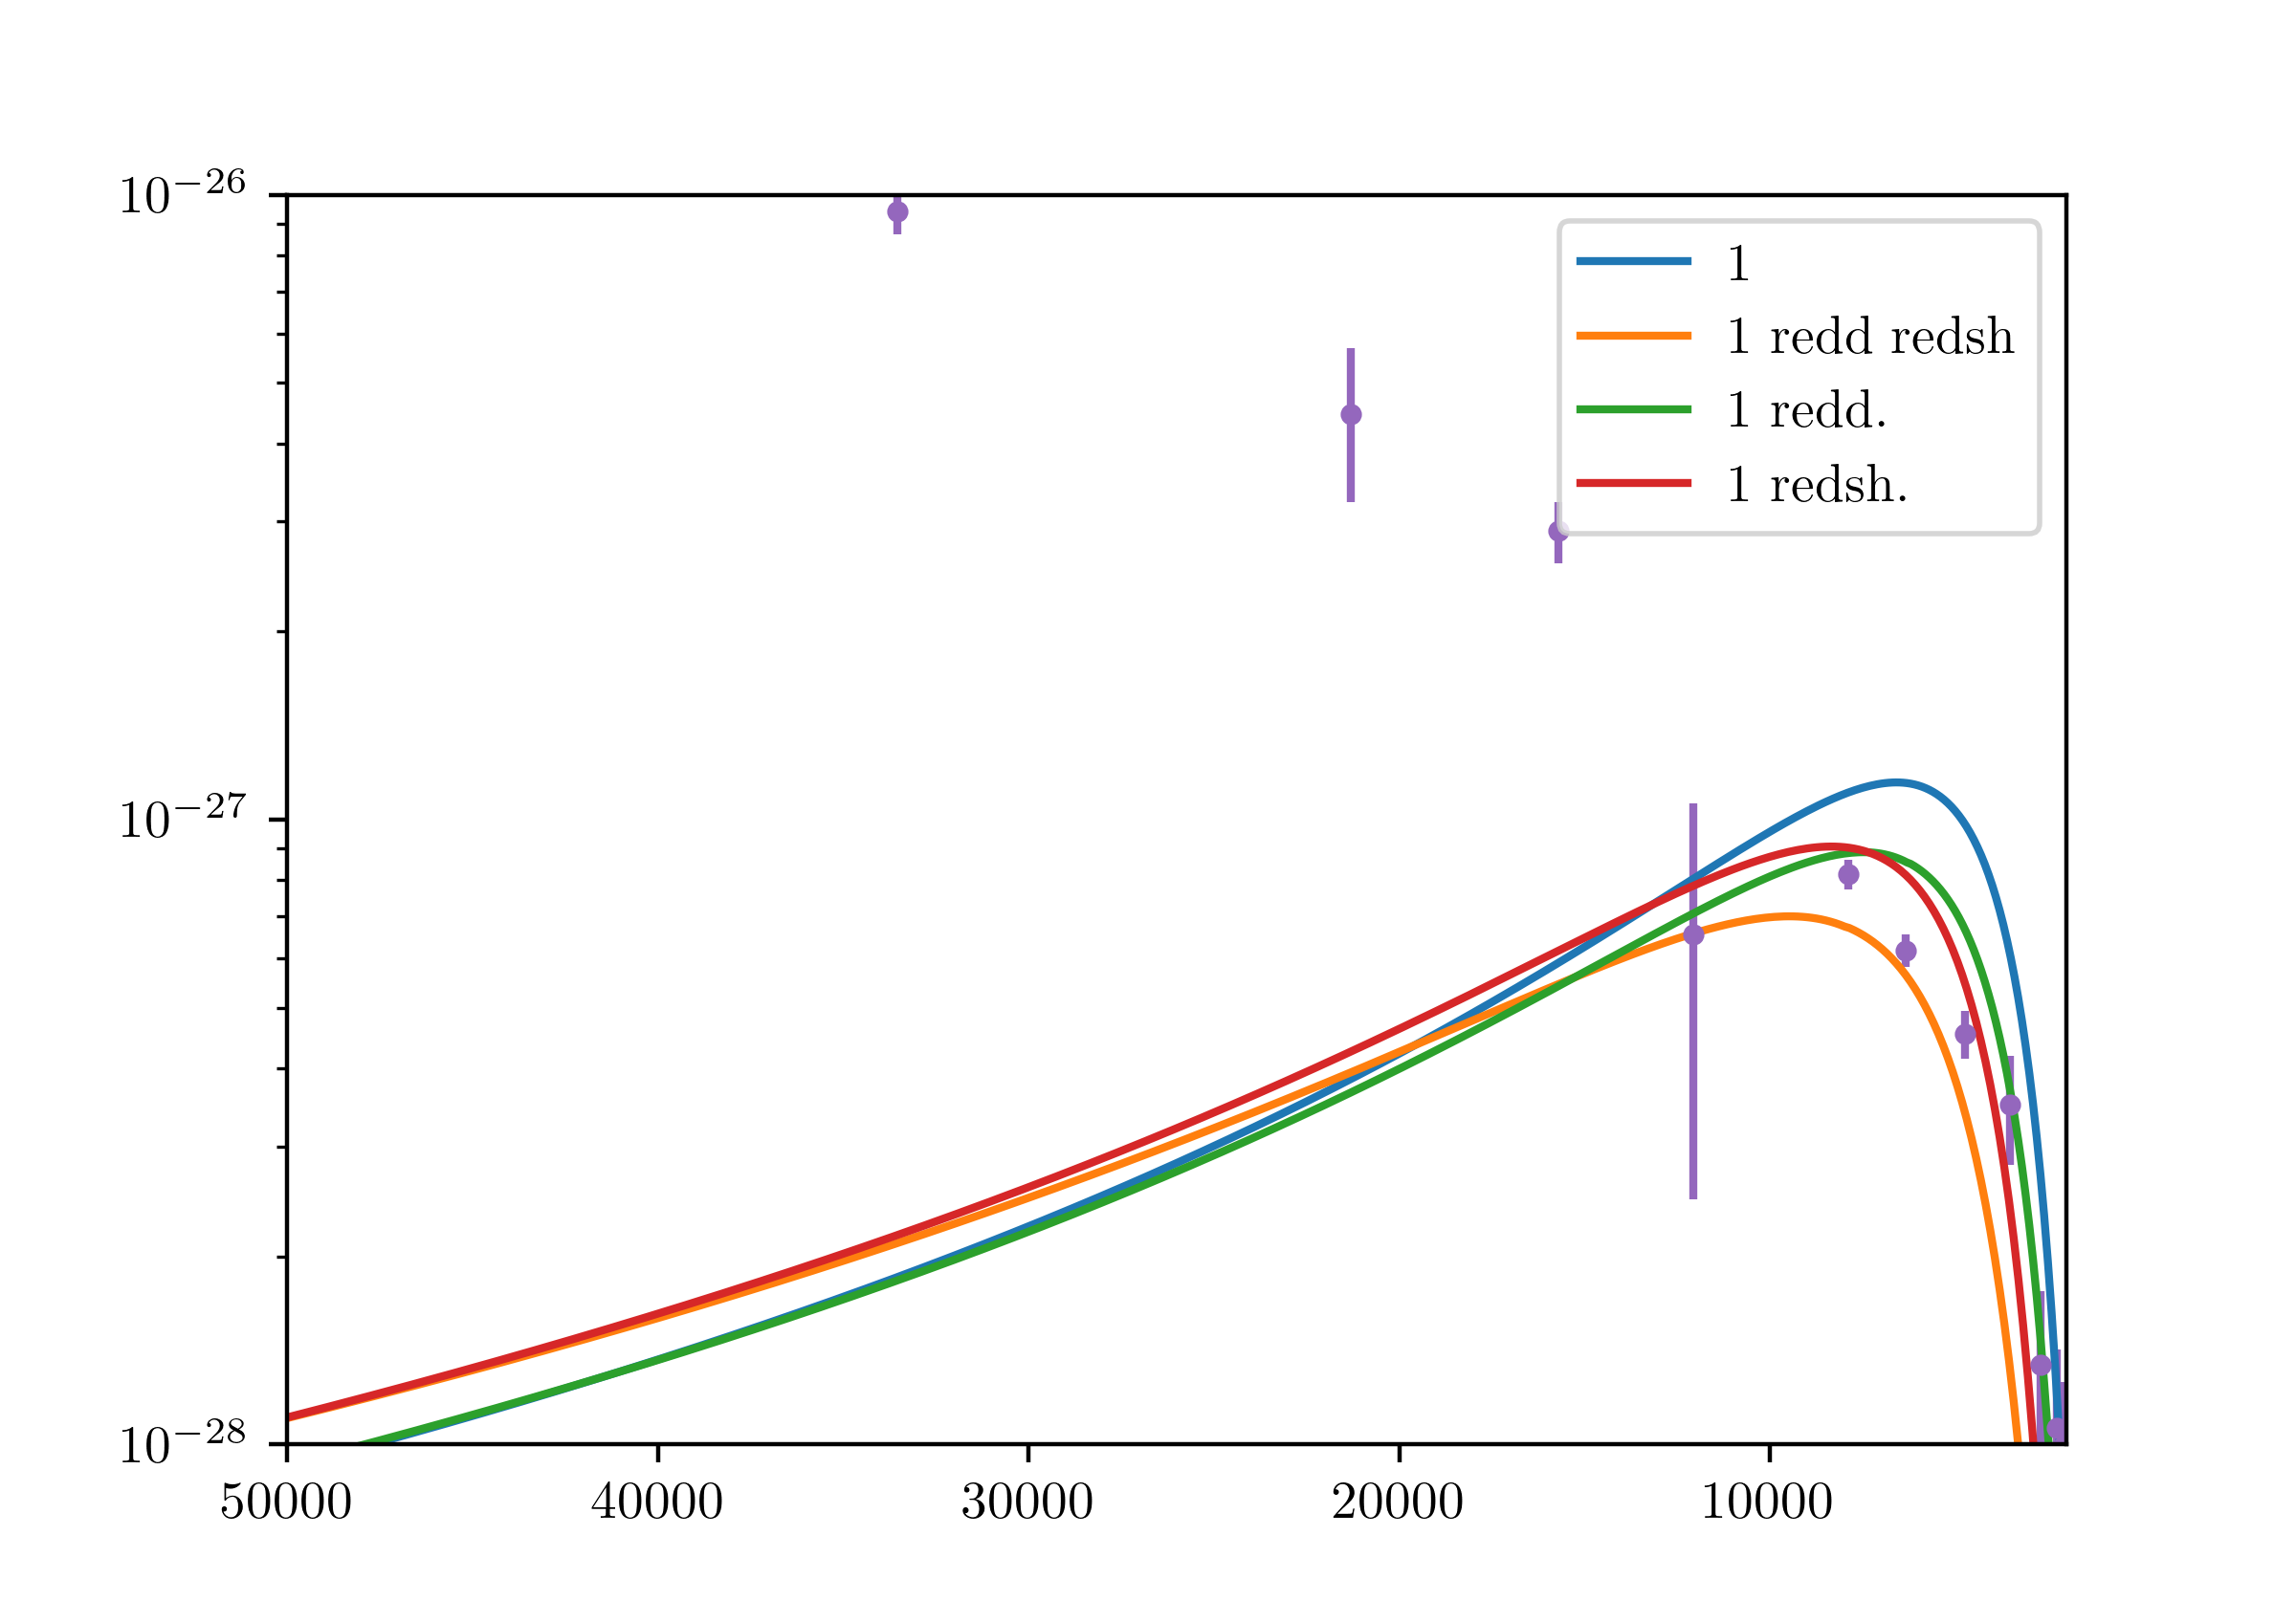 10⁻²⁶
1
1 redd redsh
1 redd.
1 redsh.
10⁻²⁷
10⁻²⁸
50000 40000 30000 20000 10000